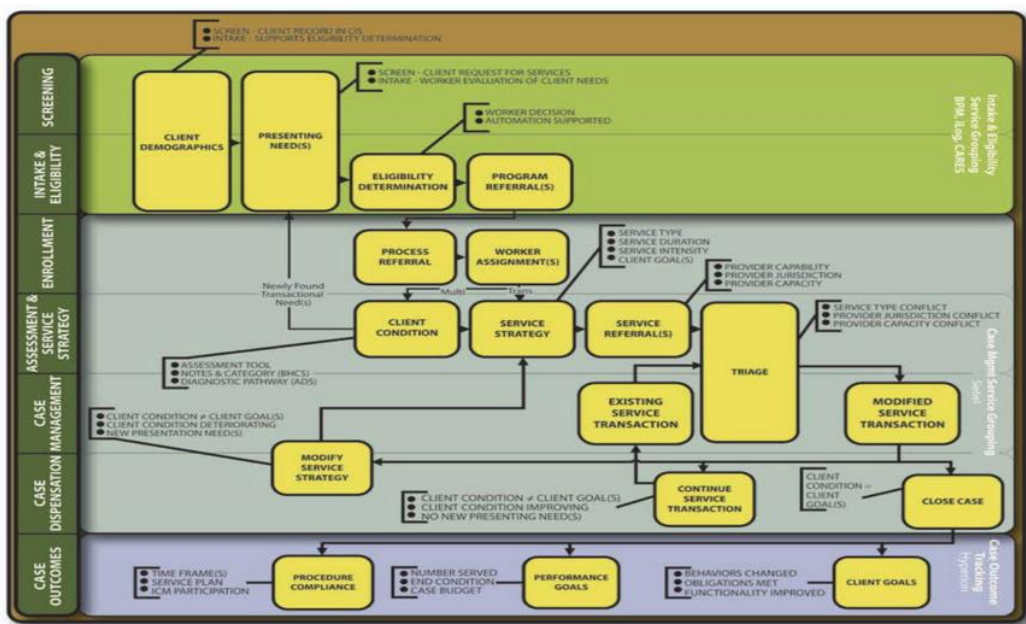 ● SCREEN - CLIENT RECORD IN CIS
● INTAKE - SUPPORTS ELIGIBILITY DETERMINATION
SCREENING
● SCREEN - CLIENT REQUEST FOR SERVICES
● INTAKE - WORKER EVALUATION OF CLIENT NEEDS
● WORKER DECISION
● AUTOMATION SUPPORTED
Intake & Eligibility
Service Grouping
BPM, iLog, CARES
CLIENT
DEMOGRAPHICS
PRESENTING
NEED(S)
INTAKE &
ELIGIBILITY
ELIGIBILITY
DETERMINATION
PROGRAM
REFERRAL(S)
ENROLLMENT
PROCESS
REFERRAL
WORKER
ASSIGNMENT(S)
● SERVICE TYPE
● SERVICE DURATION
● SERVICE INTENSITY
● CLIENT GOAL(S)
● PROVIDER CAPABILITY
● PROVIDER JURISDICTION
● PROVIDER CAPACITY
Newly Found
Transactional
Need(s)
Multi
Trans
ASSESSMENT &
SERVICE
STRATEGY
CLIENT
CONDITION
SERVICE
STRATEGY
SERVICE
REFERRAL(S)
TRIAGE
● SERVICE TYPE CONFLICT
● PROVIDER JURISDICTION CONFLICT
● PROVIDER CAPACITY CONFLICT
● ASSESSMENT TOOL
● NOTES & CATEGORY (BHCS)
● DIAGNOSTIC PATHWAY (ADS)
Case Mgmt Service Grouping
CASE
MANAGEMENT
● CLIENT CONDITION ≠ CLIENT GOAL(S)
● CLIENT CONDITION DETERIORATING
● NEW PRESENTATION NEED(S)
EXISTING
SERVICE
TRANSACTION
MODIFIED
SERVICE
TRANSACTION
CASE
DISPENSATION
MODIFY
SERVICE
STRATEGY
● CLIENT CONDITION ≠ CLIENT GOAL(S)
● CLIENT CONDITION IMPROVING
● NO NEW PRESENTING NEED(S)
CONTINUE
SERVICE
TRANSACTION
CLIENT
CONDITION =
CLIENT
GOAL(S)
CLOSE CASE
CASE
OUTCOMES
● TIME FRAME(S)
● SERVICE PLAN
● ICM PARTICIPATION
PROCEDURE
COMPLIANCE
● NUMBER SERVED
● END CONDITION
● CASE BUDGET
PERFORMANCE
GOALS
● BEHAVIORS CHANGED
● OBLIGATIONS MET
● FUNCTIONALITY IMPROVED
CLIENT GOALS
Case Outcome
Tracking
Hyperion